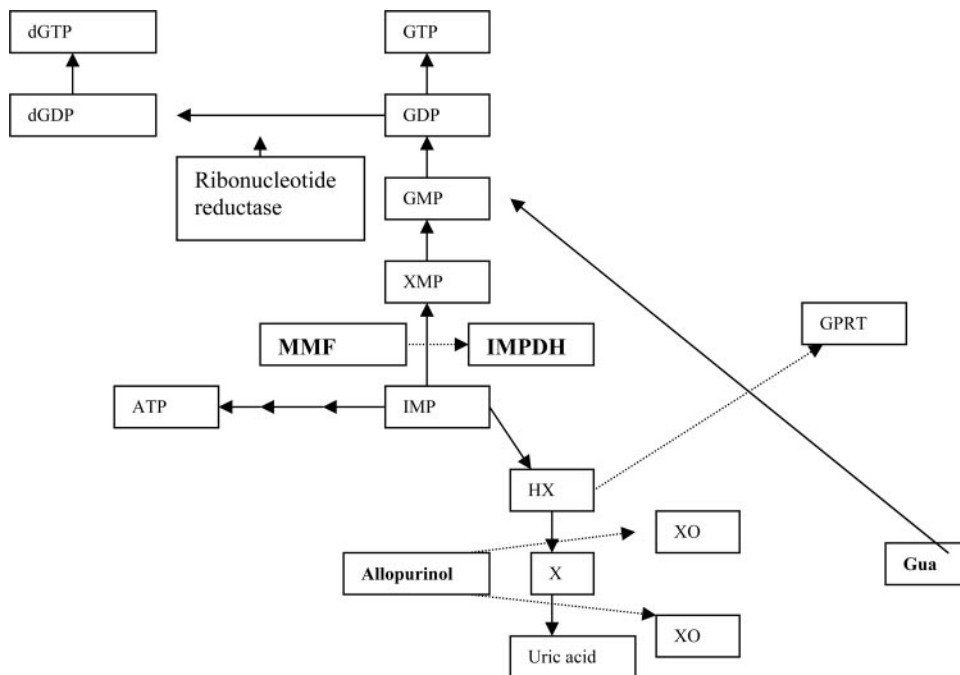 dGTP
GTP
dGDP
GDP
Ribonucleotide
reductase
GMP
XMP
GPRT
MMF
IMPDH
ATP
IMP
HX
XO
Allopurinol
X
Gua
XO
Uric acid